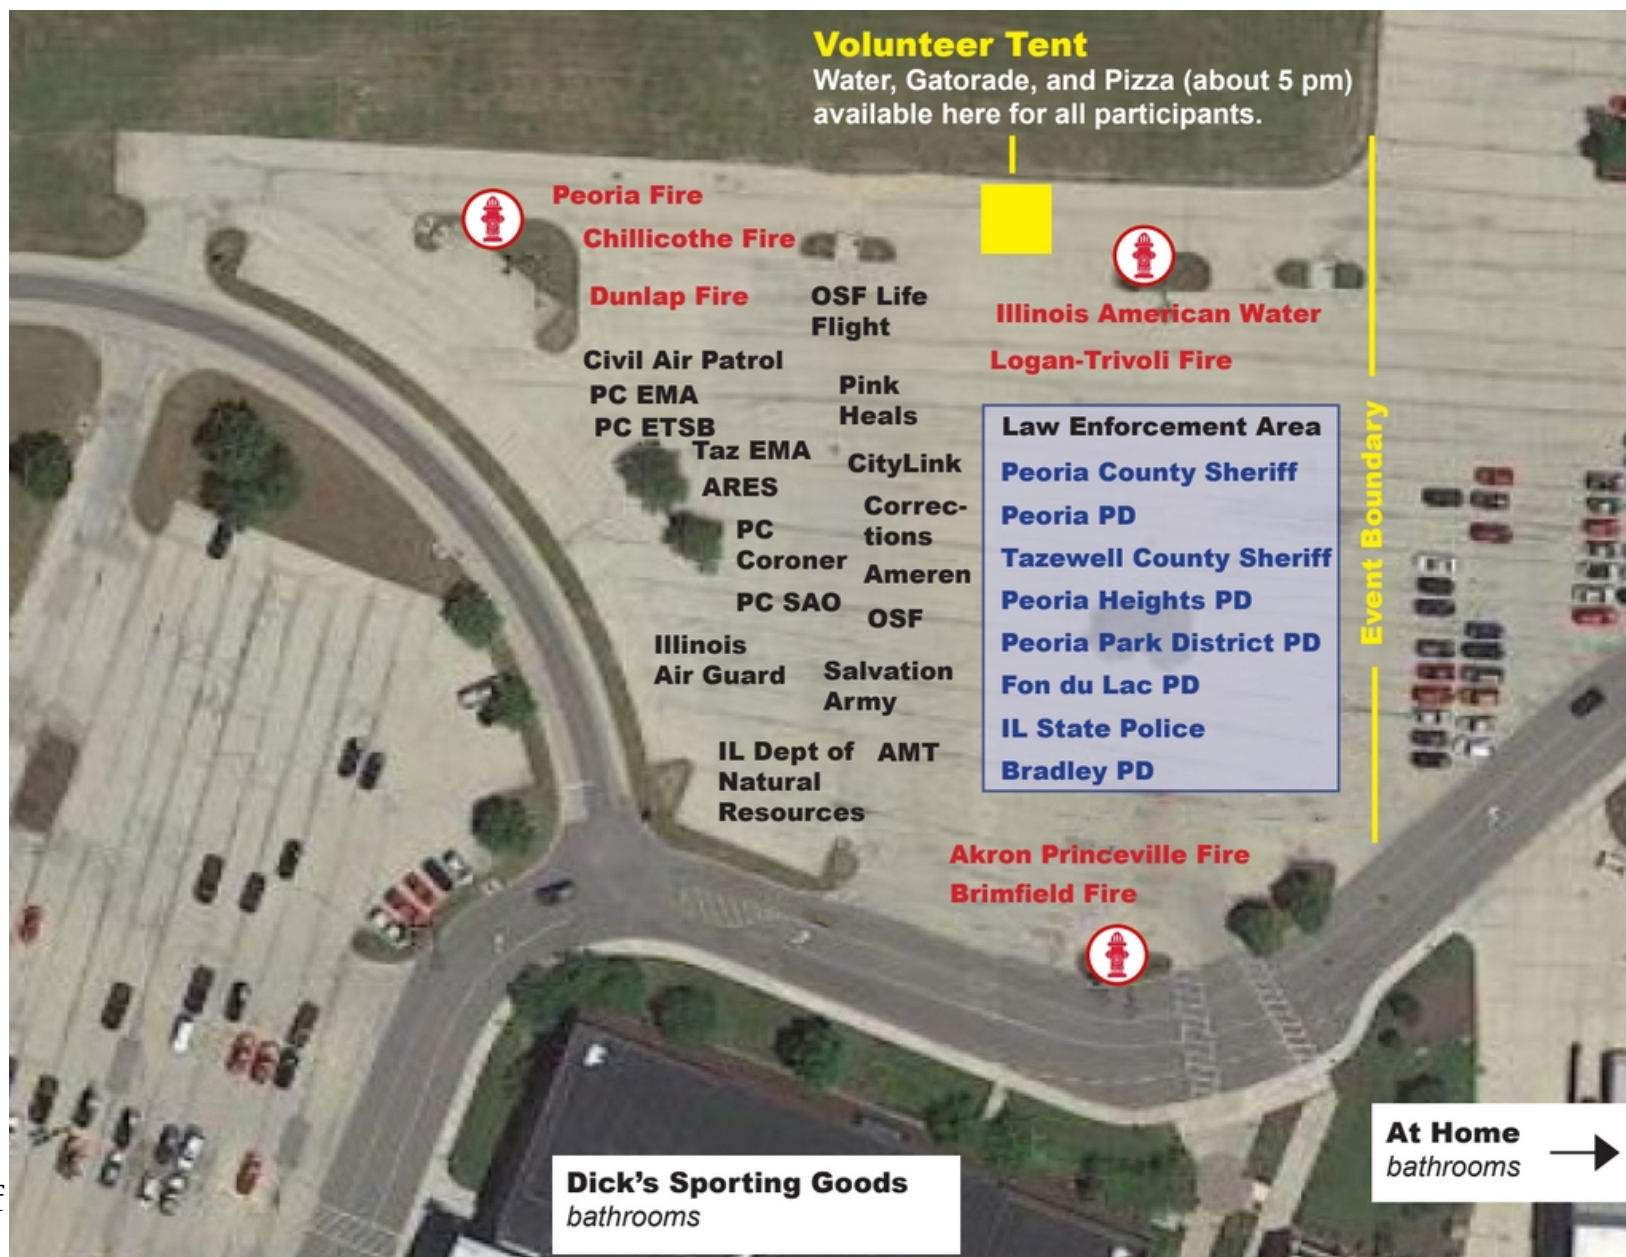 Volunteer Tent
Water, Gatorade, and Pizza (about 5 pm)
available here for all participants.
Peoria Fire
Chillicothe Fire
Dunlap Fire
OSF Life
Flight
Illinois American Water
Logan-Trivoli Fire
Civil Air Patrol
PC EMA
PC ETSB
Taz EMA
ARES
PC
Coroner
PC SAO
Illinois
Air Guard
IL Dept of
Natural
Resources
Pink
Heals
CityLink
Correc-
tions
Ameren
OSF
Salvation
Army
AMT
Law Enforcement Area
Peoria County Sheriff
Peoria PD
Tazewell County Sheriff
Peoria Heights PD
Peoria Park District PD
Fon du Lac PD
IL State Police
Bradley PD
Event Boundary
Akron Princeville Fire
Brimfield Fire
At Home
bathrooms
Dick’s Sporting Goods
bathrooms
f